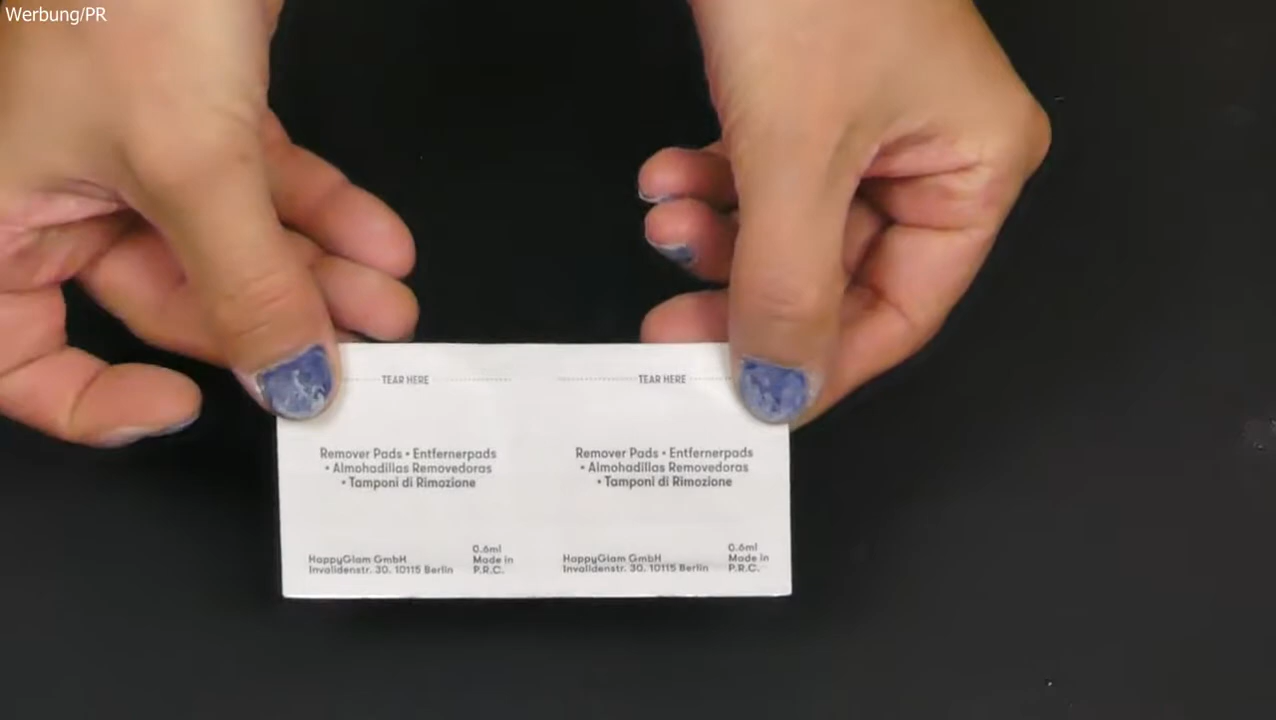 Werbung/PR
TEAR HERE
Remover Pads • Entfernerpads
• Almohadillas Removedoras
• Tamponi di Rimozione
HappyGlam GmbH
Invalidenstr. 30. 10115 Berlin
0.6ml
Made in
P.R.C.
TEAR HERE
Remover Pads • Entfernerpads
• Almohadillas Removedoras
• Tamponi di Rimozione
HappyGlam GmbH
Invalidenstr. 30. 10115 Berlin
0.6ml
Made in
P.R.C.